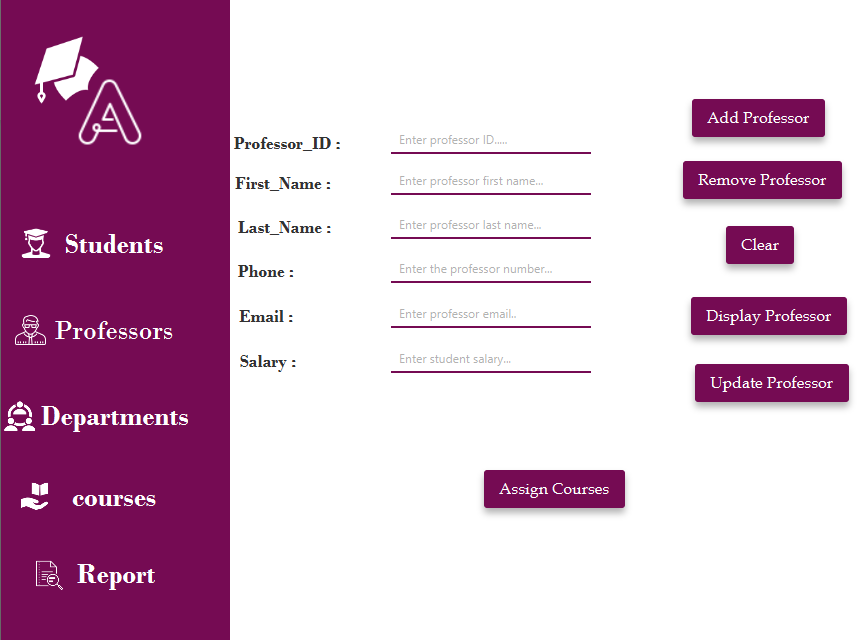 A
Students
Professors
Departments
courses
Report
Professor_ID :
Enter professor ID.....
First_Name :
Enter professor first name...
Last_Name :
Enter professor last name...
Phone :
Enter the professor number...
Email :
Enter professor email..
Salary :
Enter student salary...
Add Professor
Remove Professor
Clear
Display Professor
Update Professor
Assign Courses